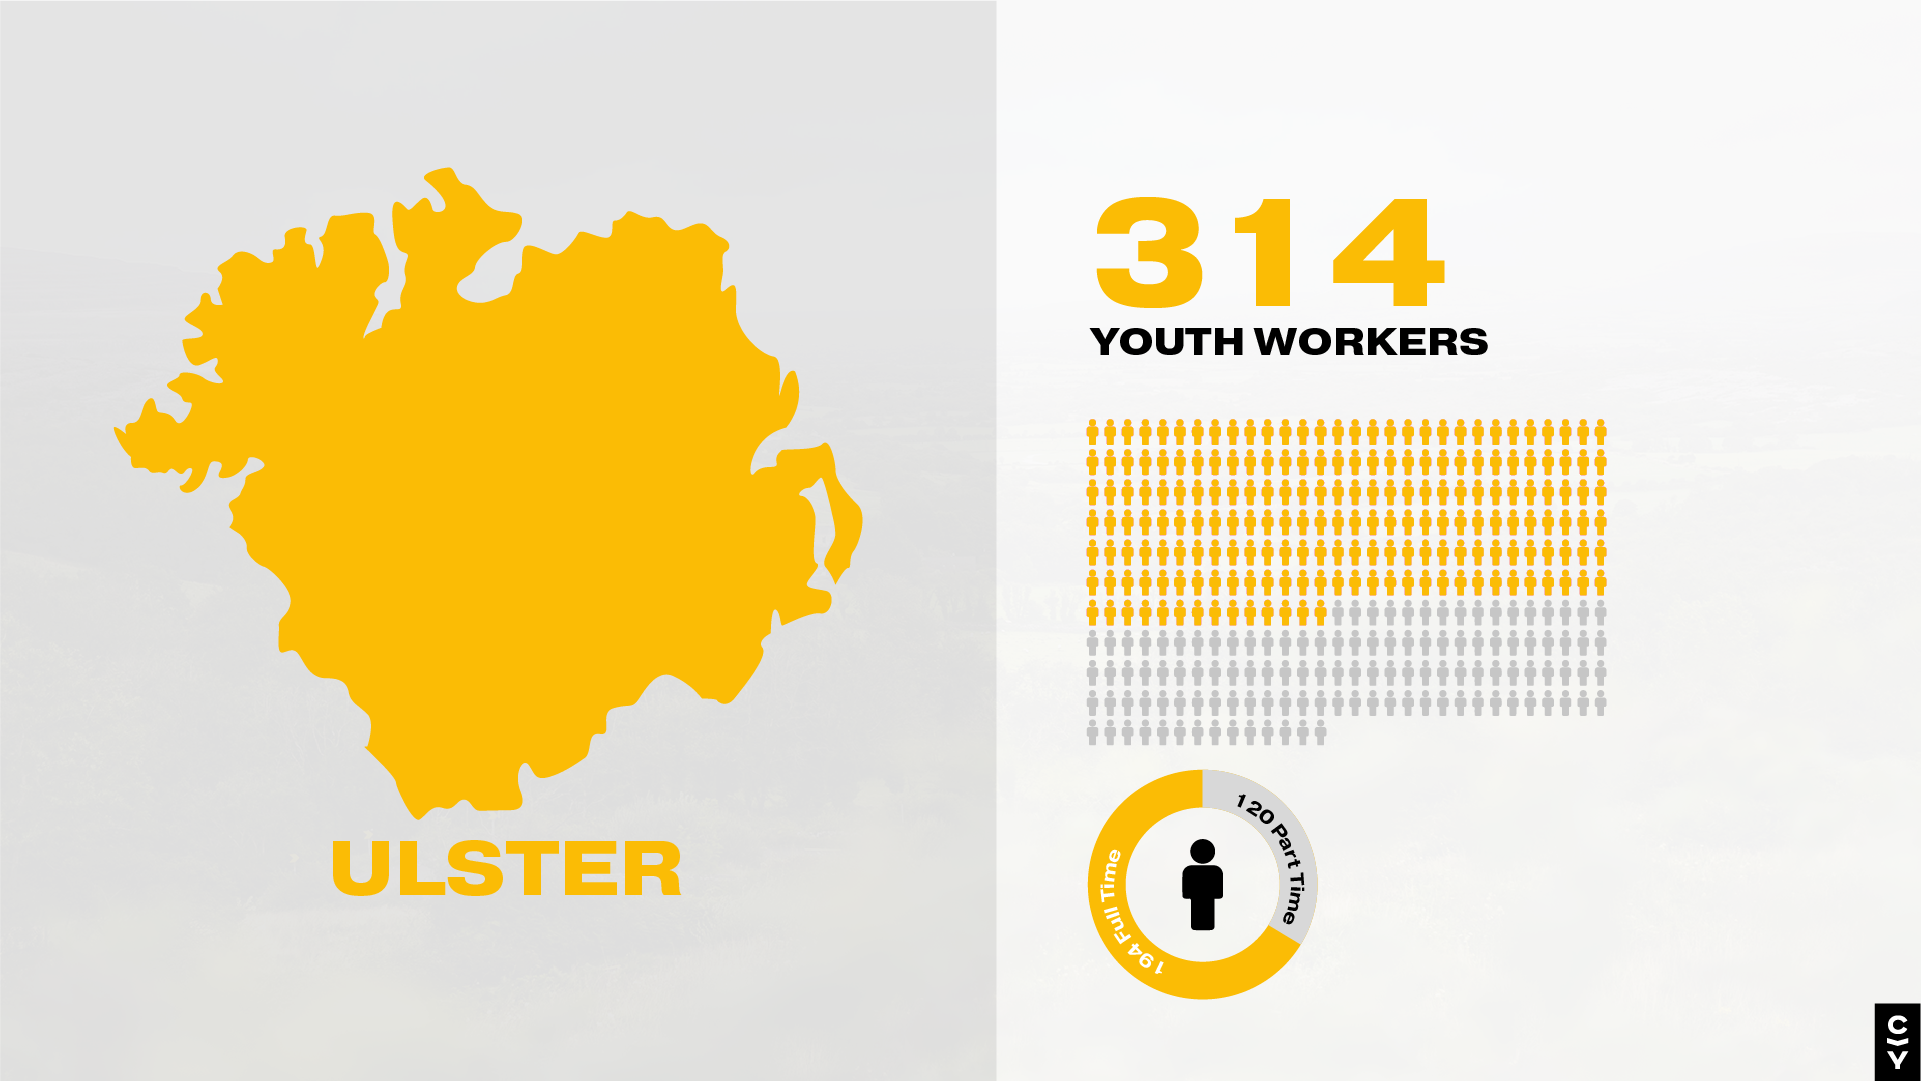 314
YOUTH WORKERS
120 Part Time
194 Full Time
ULSTER
C
Y